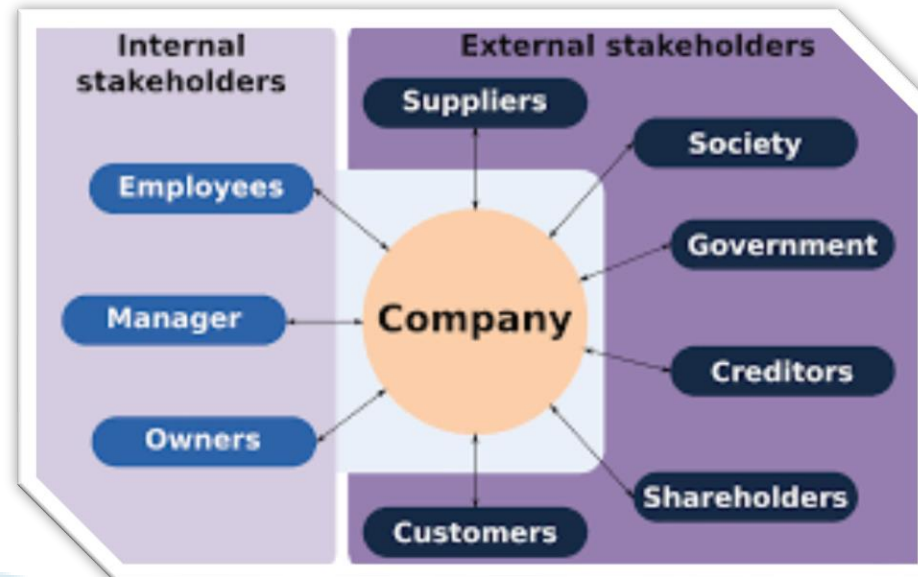 Internal
stakeholders
External stakeholders
Suppliers
Society
Employees
Government
Manager
Company
Creditors
Owners
Shareholders
Customers